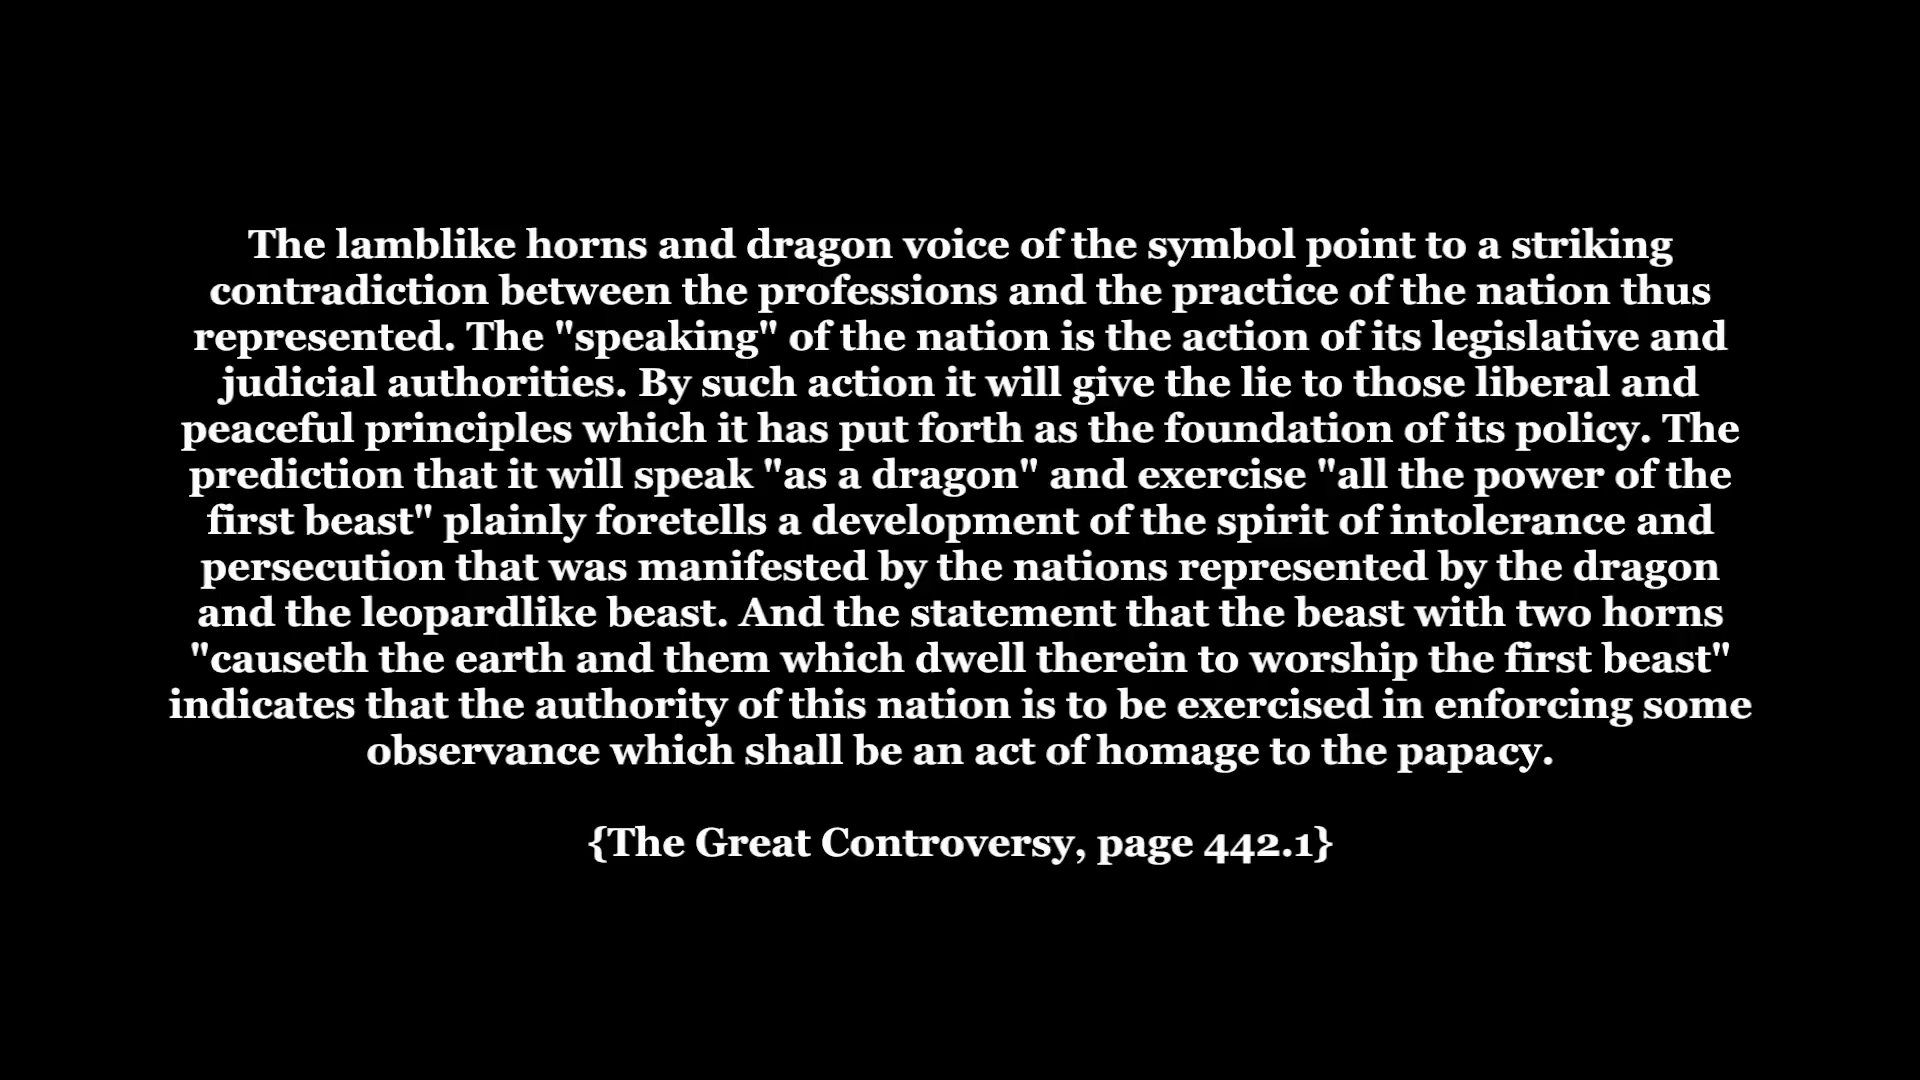 The lamblike horns and dragon voice of the symbol point to a striking
contradiction between the professions and the practice of the nation thus
represented. The "speaking" of the nation is the action of its legislative and
judicial authorities. By such action it will give the lie to those liberal and
peaceful principles which it has put forth as the foundation of its policy. The
prediction that it will speak "as a dragon" and exercise "all the power of the
first beast" plainly foretells a development of the spirit of intolerance and
persecution that was manifested by the nations represented by the dragon
and the leopardlike beast. And the statement that the beast with two horns
"causeth the earth and them which dwell therein to worship the first beast"
indicates that the authority of this nation is to be exercised in enforcing some
observance which shall be an act of homage to the papacy.
{The Great Controversy, page 442.1}